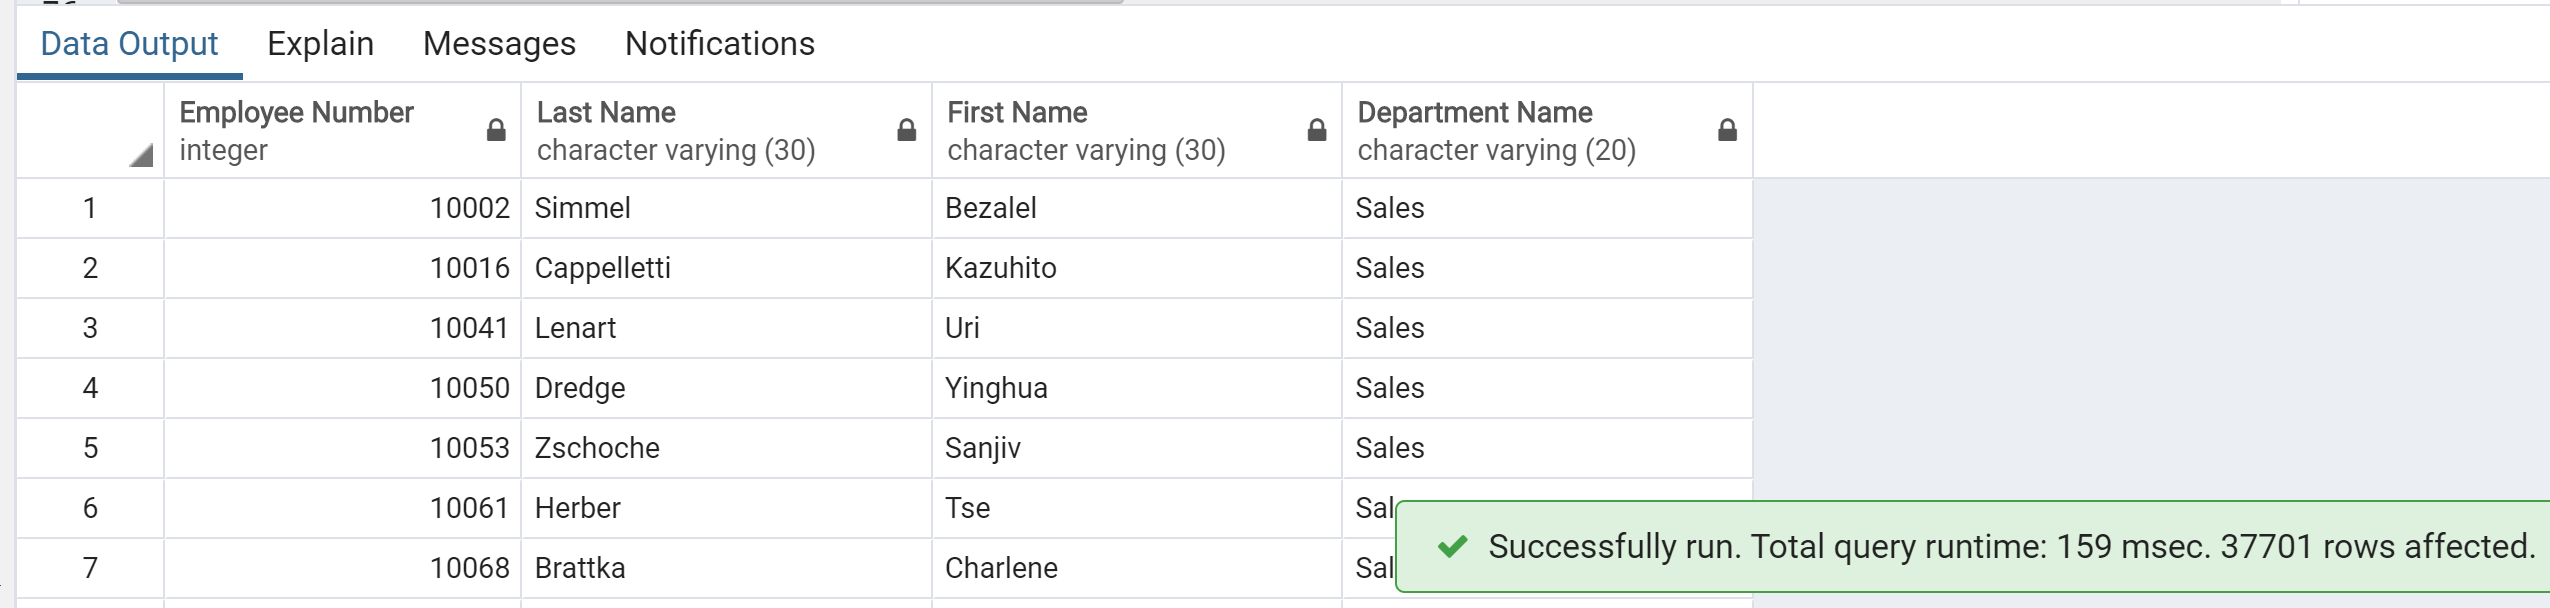 Data Output Explain Messages Notifications
Employee Number Last Name First Name Department Name
integer character varying (30) character varying (30) character varying (20)
1 10002 Simmel Bezalel Sales
2 10016 Cappelletti Kazuhito Sales
3 10041 Lenart Uri Sales
4 10050 Dredge Yinghua Sales
5 10053 Zschoche Sanjiv Sales
6 10061 Herber Tse Sal
Successfully run. Total query runtime: 159 msec. 37701 rows affected.
7 10068 Brattka Charlene Sal